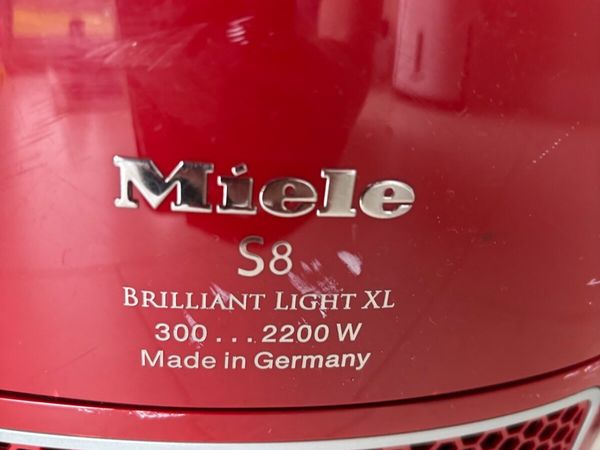 Miele
S8
BRILLIANT LIGHT XL
300 ... 2200 W
Made in Germany